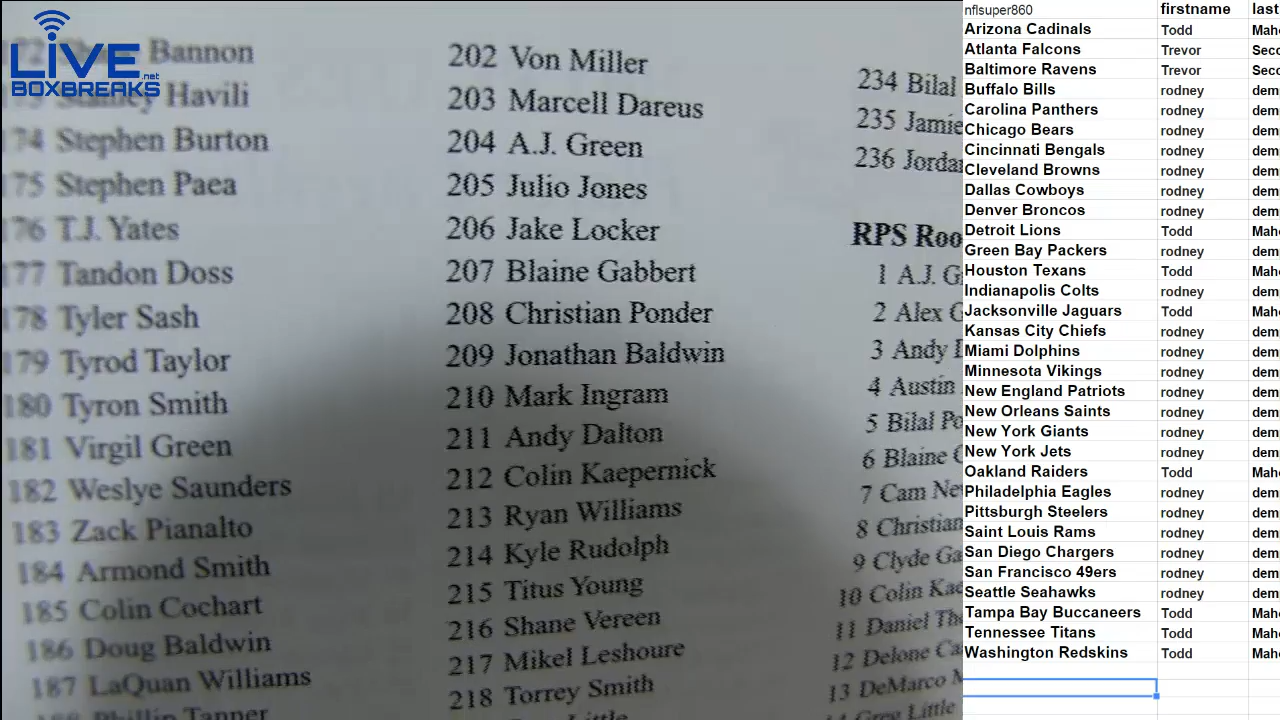 LiVE
.net
BOXBREAKS
Bannon
Havili
174 Stephen Burton
175 Stephen Paea
176 T.J. Yates
177 Tandon Doss
178 Tyler Sash
179 Tyrod Taylor
180 Tyron Smith
181 Virgil Green
182 Weslye Saunders
183 Zack Pianalto
184 Armond Smith
185 Colin Cochart
186 Doug Baldwin
187 LaQuan Williams
188 Phillip Tanner
202 Von Miller
203 Marcell Dareus
204 A.J. Green
205 Julio Jones
206 Jake Locker
207 Blaine Gabbert
208 Christian Ponder
209 Jonathan Baldwin
210 Mark Ingram
211 Andy Dalton
212 Colin Kaepernick
213 Ryan Williams
214 Kyle Rudolph
215 Titus Young
216 Shane Vereen
217 Mikel Leshoure
218 Torrey Smith
Little
234 Bilal
235 Jamie
236 Jorda
RPS Roo
1 A.J. G
2 Alex G
3 Andy D
4 Austin
5 Bilal Po
6 Blaine G
7 Cam Ne
8 Christian
9 Clyde Ga
10 Colin Kae
11 Daniel Th
12 Delone Ca
13 DeMarco M
14 Greg Little
nflsuper860 firstname last
Arizona Cadinals Todd Mah
Atlanta Falcons Trevor Seco
Baltimore Ravens Trevor Seco
Buffalo Bills rodney dem
Carolina Panthers rodney dem
Chicago Bears rodney dem
Cincinnati Bengals rodney dem
Cleveland Browns rodney dem
Dallas Cowboys rodney dem
Denver Broncos rodney dem
Detroit Lions Todd Mah
Green Bay Packers rodney dem
Houston Texans Todd Mah
Indianapolis Colts rodney dem
Jacksonville Jaguars Todd Mah
Kansas City Chiefs rodney dem
Miami Dolphins rodney dem
Minnesota Vikings rodney dem
New England Patriots rodney dem
New Orleans Saints rodney dem
New York Giants rodney dem
New York Jets rodney dem
Oakland Raiders Todd Mah
Philadelphia Eagles rodney dem
Pittsburgh Steelers rodney dem
Saint Louis Rams rodney dem
San Diego Chargers rodney dem
San Francisco 49ers rodney dem
Seattle Seahawks rodney dem
Tampa Bay Buccaneers Todd Mah
Tennessee Titans Todd Mah
Washington Redskins Todd Mah